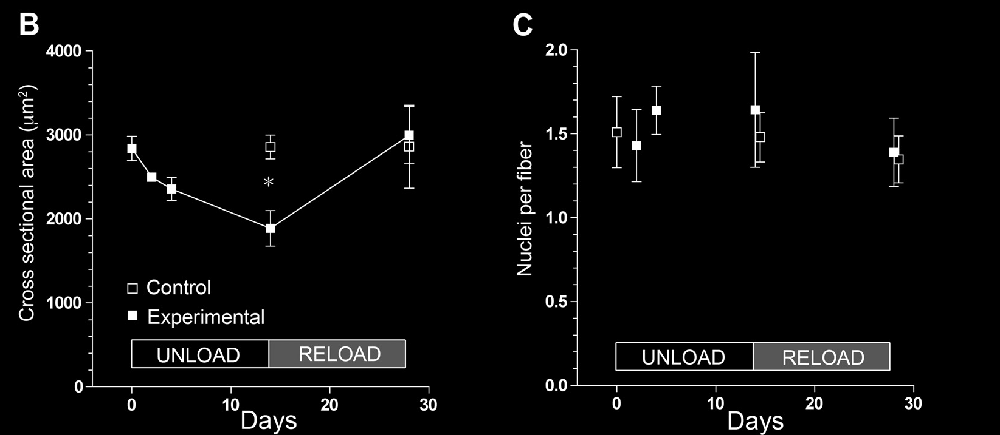 B
4000
3000
2000
1000
0
Cross sectional area (μm²)
*
Control
Experimental
UNLOAD RELOAD
0 10 20 30
Days
C
2.0
1.5
1.0
0.5
0.0
Nuclei per fiber
UNLOAD RELOAD
0 10 20 30
Days